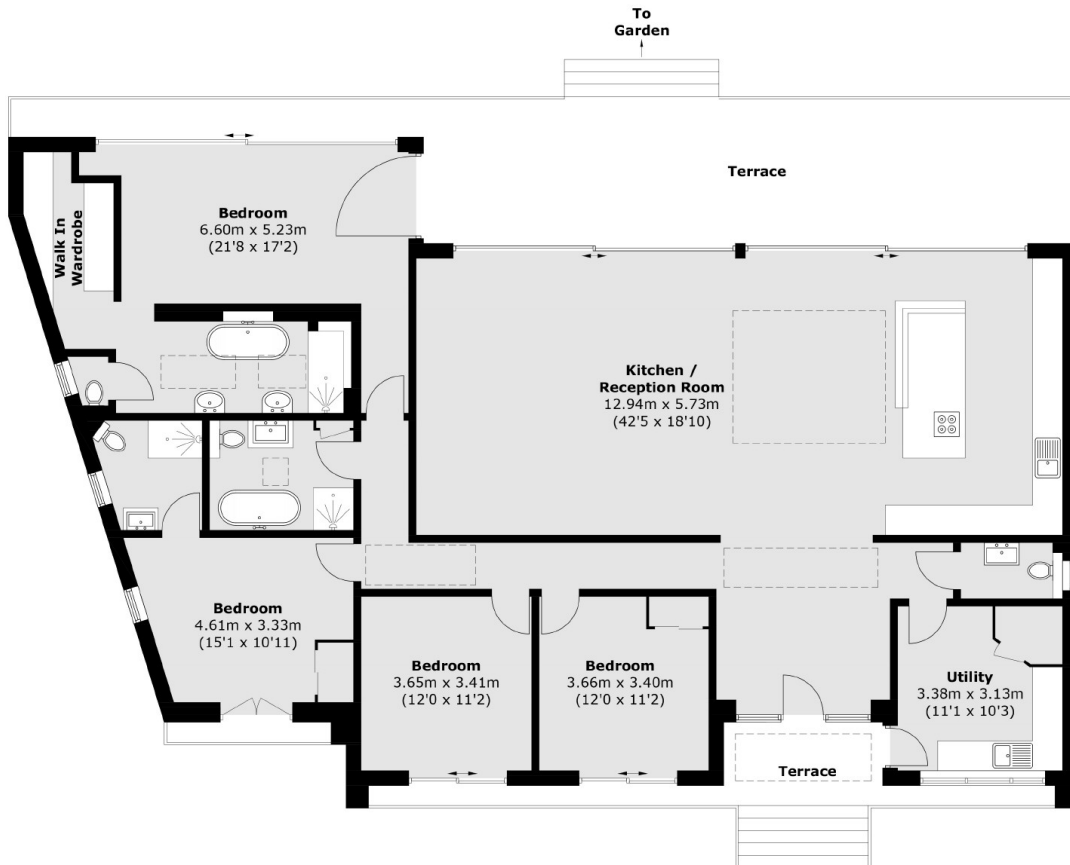 To
Garden
Terrace
Bedroom
6.60m x 5.23m
(21'8 x 17'2)
Walk In
Wardrobe
Kitchen /
Reception Room
12.94m x 5.73m
(42'5 x 18'10)
Bedroom
4.61m x 3.33m
(15'1 x 10'11)
Bedroom
3.65m x 3.41m
(12'0 x 11'2)
Bedroom
3.66m x 3.40m
(12'0 x 11'2)
Utility
3.38m x 3.13m
(11'1 x 10'3)
Terrace